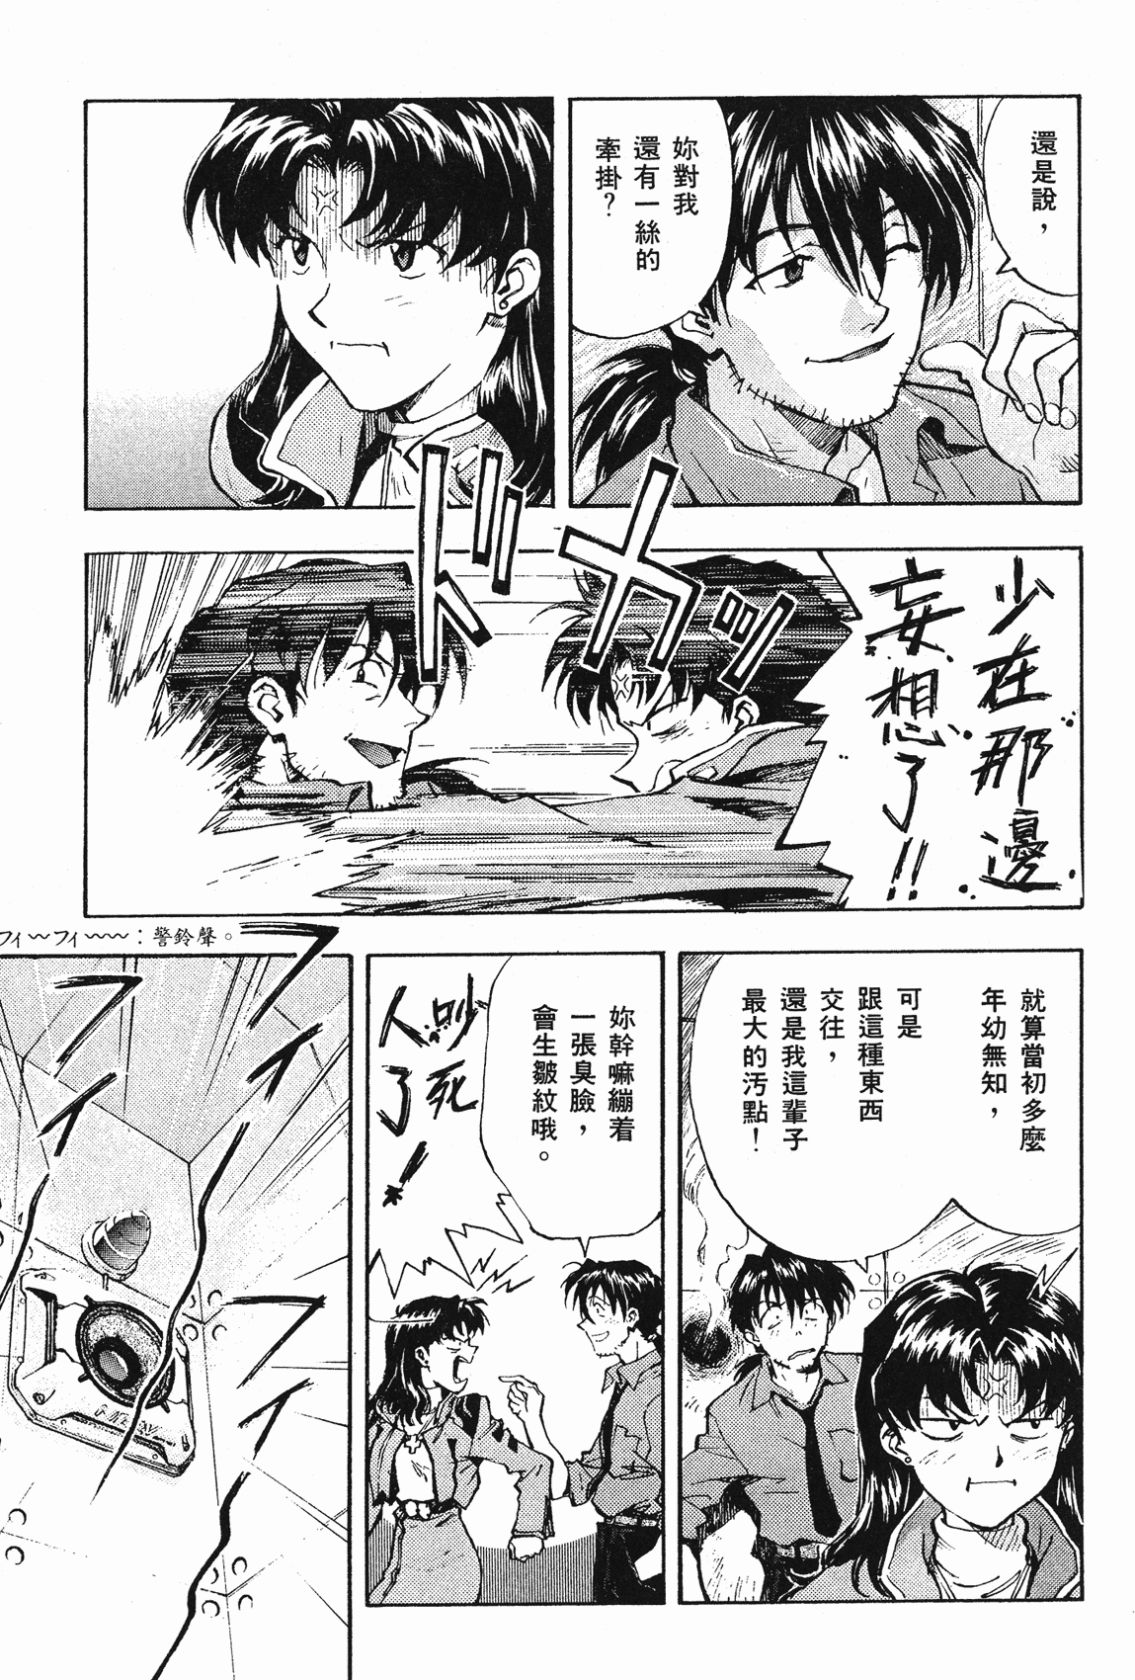 還是說，
妳對我
還有一絲的
牽掛？
ドカッ
少在那邊
妄想了!!
就算當初多麼
年幼無知，
可是
跟這種東西
交往，
還是我這輩子
最大的汚點！
妳幹嘛繃着
一張臭臉，
會生皺紋哦。
吵死
人了！
フィ〜フィ〜〜：警鈴聲。
フィ
フィ